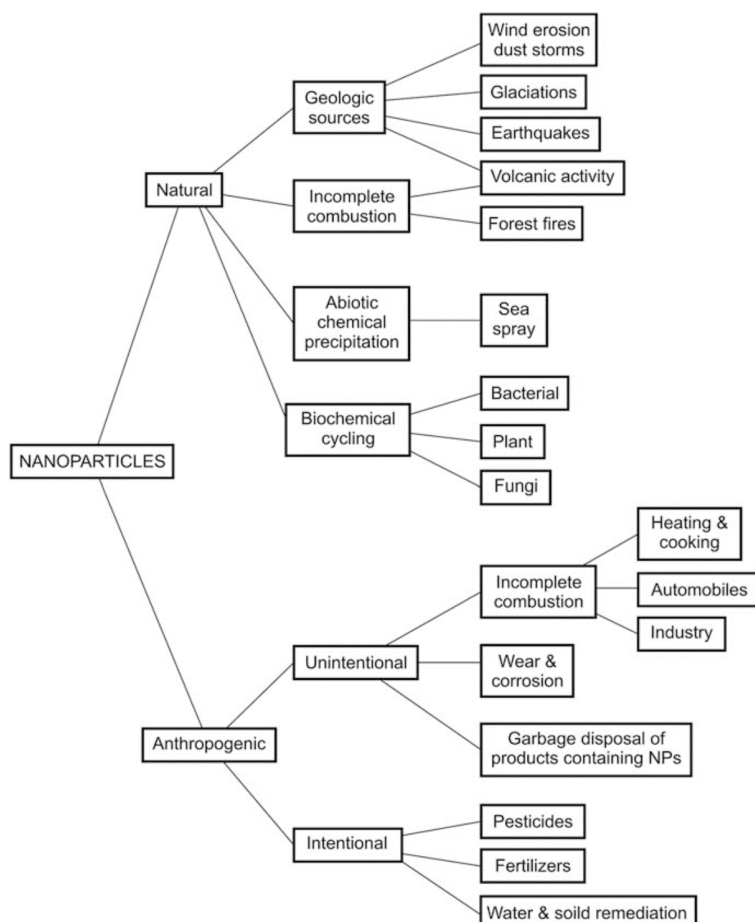 Wind erosion
dust storms
Geologic
sources
Glaciations
Earthquakes
Volcanic activity
Natural
Incomplete
combustion
Forest fires
Abiotic
chemical
precipitation
Sea
spray
Biochemical
cycling
Bacterial
Plant
Fungi
NANOPARTICLES
Heating &
cooking
Incomplete
combustion
Automobiles
Industry
Unintentional
Wear &
corrosion
Anthropogenic
Garbage disposal of
products containing NPs
Intentional
Pesticides
Fertilizers
Water & soild remediation